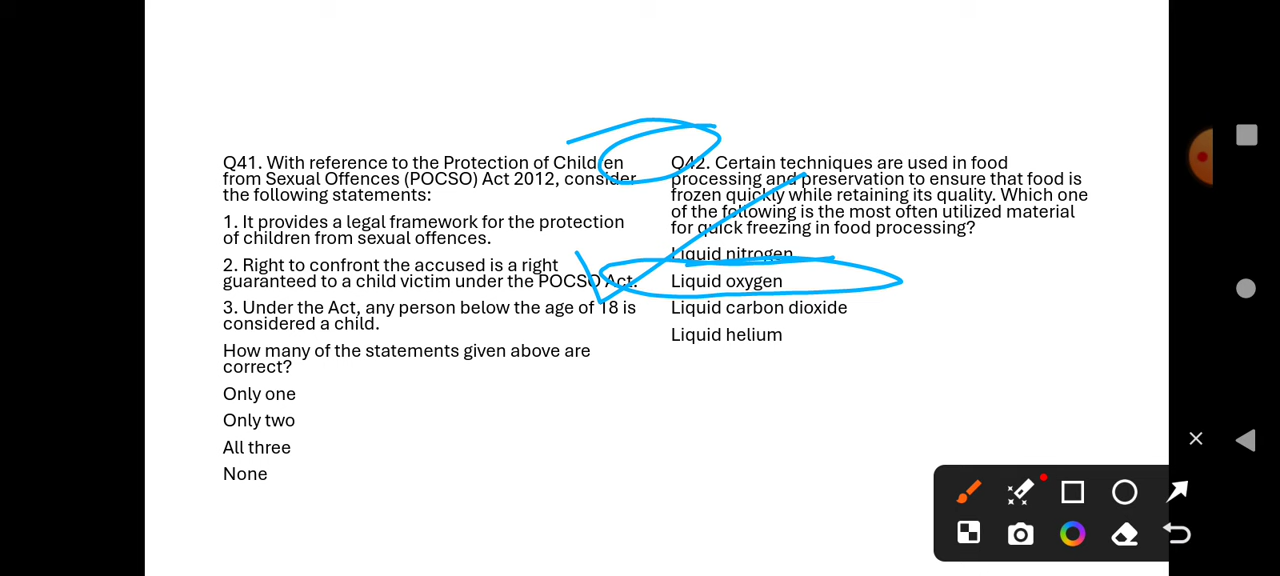 Q41. With reference to the Protection of Children
from Sexual Offences (POCSO) Act 2012, consider
the following statements:
1. It provides a legal framework for the protection
of children from sexual offences.
2. Right to confront the accused is a right
guaranteed to a child victim under the POCSO Act.
3. Under the Act, any person below the age of 18 is
considered a child.
How many of the statements given above are
correct?
Only one
Only two
All three
None
Q42. Certain techniques are used in food
processing and preservation to ensure that food is
frozen quickly while retaining its quality. Which one
of the following is the most often utilized material
for quick freezing in food processing?
Liquid nitrogen
Liquid oxygen
Liquid carbon dioxide
Liquid helium